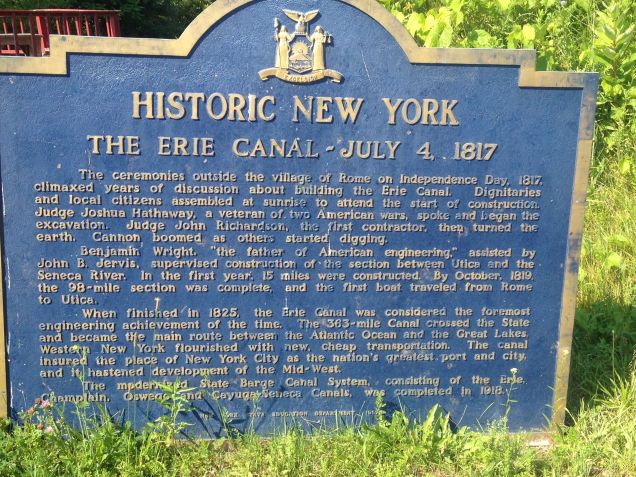 EXCELSIOR
HISTORIC NEW YORK
THE ERIE CANAL - JULY 4, 1817
The ceremonies outside the village of Rome on Independence Day, 1817,
climaxed years of discussion about building the Erie Canal. Dignitaries
and local citizens assembled at sunrise to attend the start of construction.
Judge Joshua Hathaway, a veteran of two American wars, spoke and began the
excavation. Judge John Richardson, the first contractor, then turned the
earth. Cannon boomed as others started digging.
Benjamin Wright, "the father of American engineering," assisted by
John B. Jervis, supervised construction of the section between Utica and the
Seneca River. In the first year, 15 miles were constructed. By October, 1819,
the 98-mile section was complete, and the first boat traveled from Rome
to Utica.
When finished in 1825, the Erie Canal was considered the foremost
engineering achievement of the time. The 363-mile Canal crossed the State
and became the main route between the Atlantic Ocean and the Great Lakes.
Western New York flourished with new, cheap transportation. The canal
insured the place of New York City as the nation's greatest port and city,
and it hastened development of the Mid-West.
The modernized State Barge Canal System, consisting of the Erie,
Champlain, Oswego and Cayuga-Seneca Canals, was completed in 1918.
YORK STATE EDUCATION DEPARTMENT